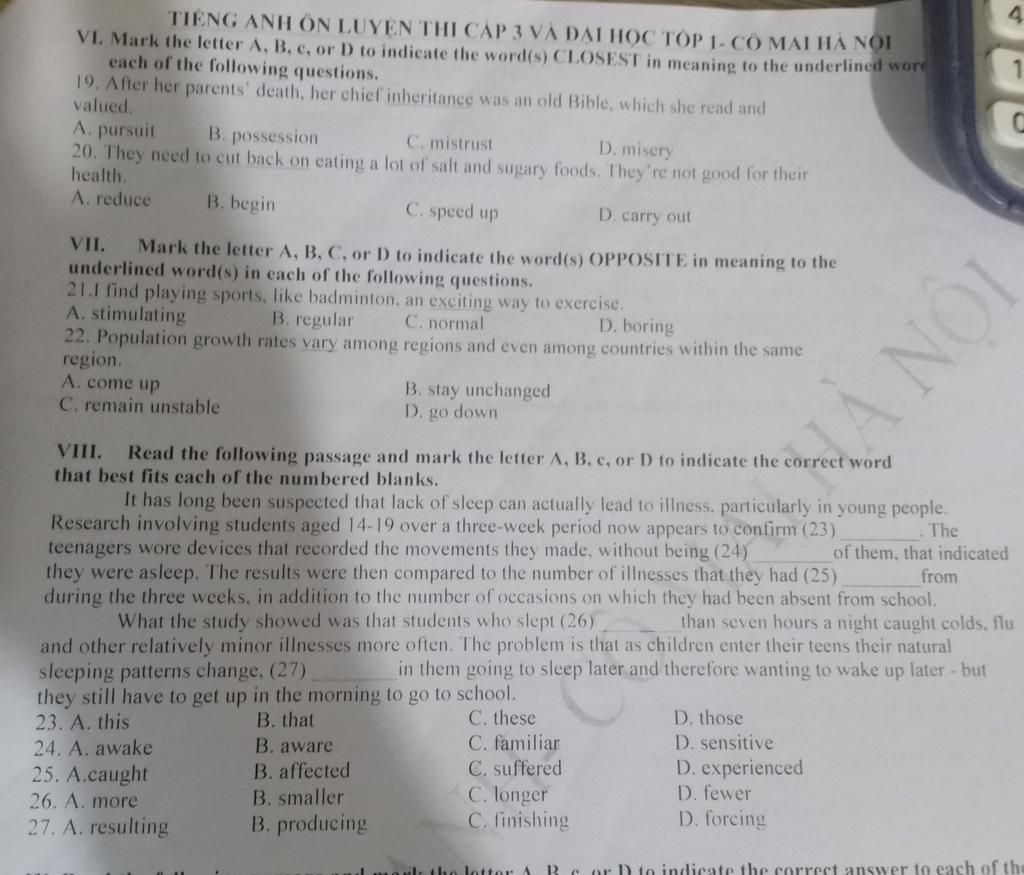 TIẾNG ANH ÔN LUYỆN THI CẤP 3 VÀ ĐẠI HỌC TỐP 1- CÔ MAI HÀ NỘI
VI. Mark the letter A, B, c, or D to indicate the word(s) CLOSEST in meaning to the underlined word
each of the following questions.
19. After her parents' death, her chief inheritance was an old Bible, which she read and
valued.
A. pursuit B. possession C. mistrust D. misery
20. They need to cut back on eating a lot of salt and sugary foods. They're not good for their
health.
A. reduce B. begin C. speed up D. carry out
VII. Mark the letter A, B, C, or D to indicate the word(s) OPPOSITE in meaning to the
underlined word(s) in each of the following questions.
21.I find playing sports, like badminton, an exciting way to exercise.
A. stimulating B. regular C. normal D. boring
22. Population growth rates vary among regions and even among countries within the same
region.
A. come up B. stay unchanged
C. remain unstable D. go down
VIII. Read the following passage and mark the letter A, B, c, or D to indicate the correct word
that best fits each of the numbered blanks.
It has long been suspected that lack of sleep can actually lead to illness, particularly in young people.
Research involving students aged 14-19 over a three-week period now appears to confirm (23) ________. The
teenagers wore devices that recorded the movements they made, without being (24) ________ of them, that indicated
they were asleep. The results were then compared to the number of illnesses that they had (25) ________ from
during the three weeks, in addition to the number of occasions on which they had been absent from school.
What the study showed was that students who slept (26) ________ than seven hours a night caught colds, flu
and other relatively minor illnesses more often. The problem is that as children enter their teens their natural
sleeping patterns change, (27) ________ in them going to sleep later and therefore wanting to wake up later - but
they still have to get up in the morning to go to school.
23. A. this B. that C. these D. those
24. A. awake B. aware C. familiar D. sensitive
25. A.caught B. affected C. suffered D. experienced
26. A. more B. smaller C. longer D. fewer
27. A. resulting B. producing C. finishing D. forcing
mark the letter A, B, c, or D to indicate the correct answer to each of the
4
1
0